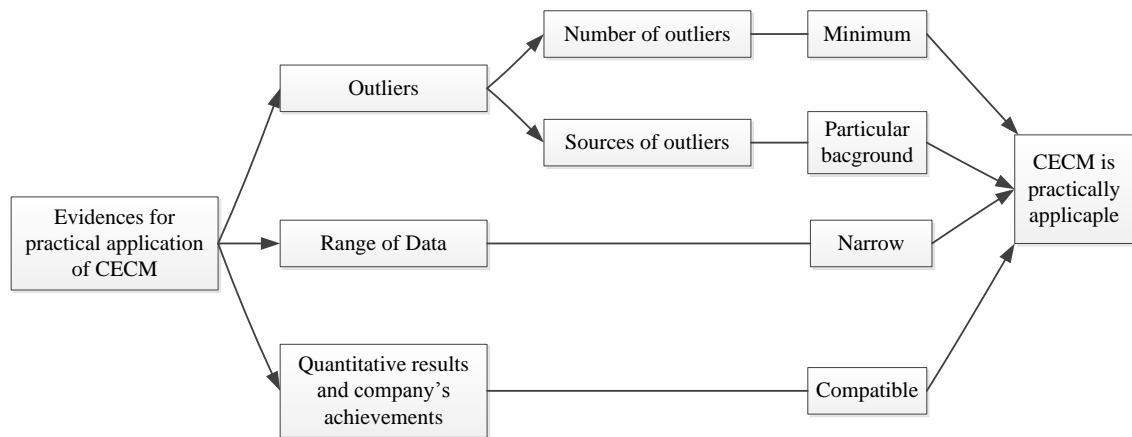 Number of outliers
Minimum
Outliers
Sources of outliers
Particular
bacground
CECM is
practically
applicaple
Evidences for
practical application
of CECM
Range of Data
Narrow
Quantitative results
and company’s
achievements
Compatible